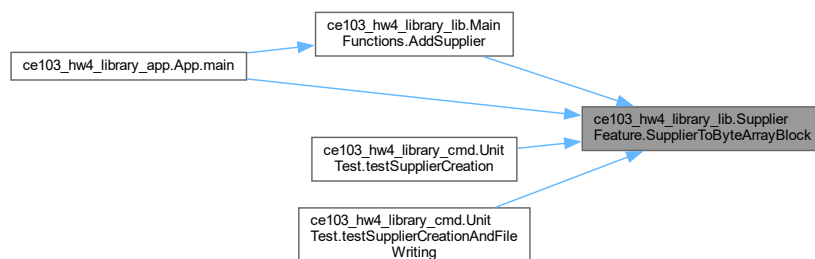 ce103_hw4_library_lib.Main
Functions.AddSupplier
ce103_hw4_library_app.App.main
ce103_hw4_library_lib.Supplier
Feature.SupplierToByteArrayBlock
ce103_hw4_library_cmd.Unit
Test.testSupplierCreation
ce103_hw4_library_cmd.Unit
Test.testSupplierCreationAndFile
Writing